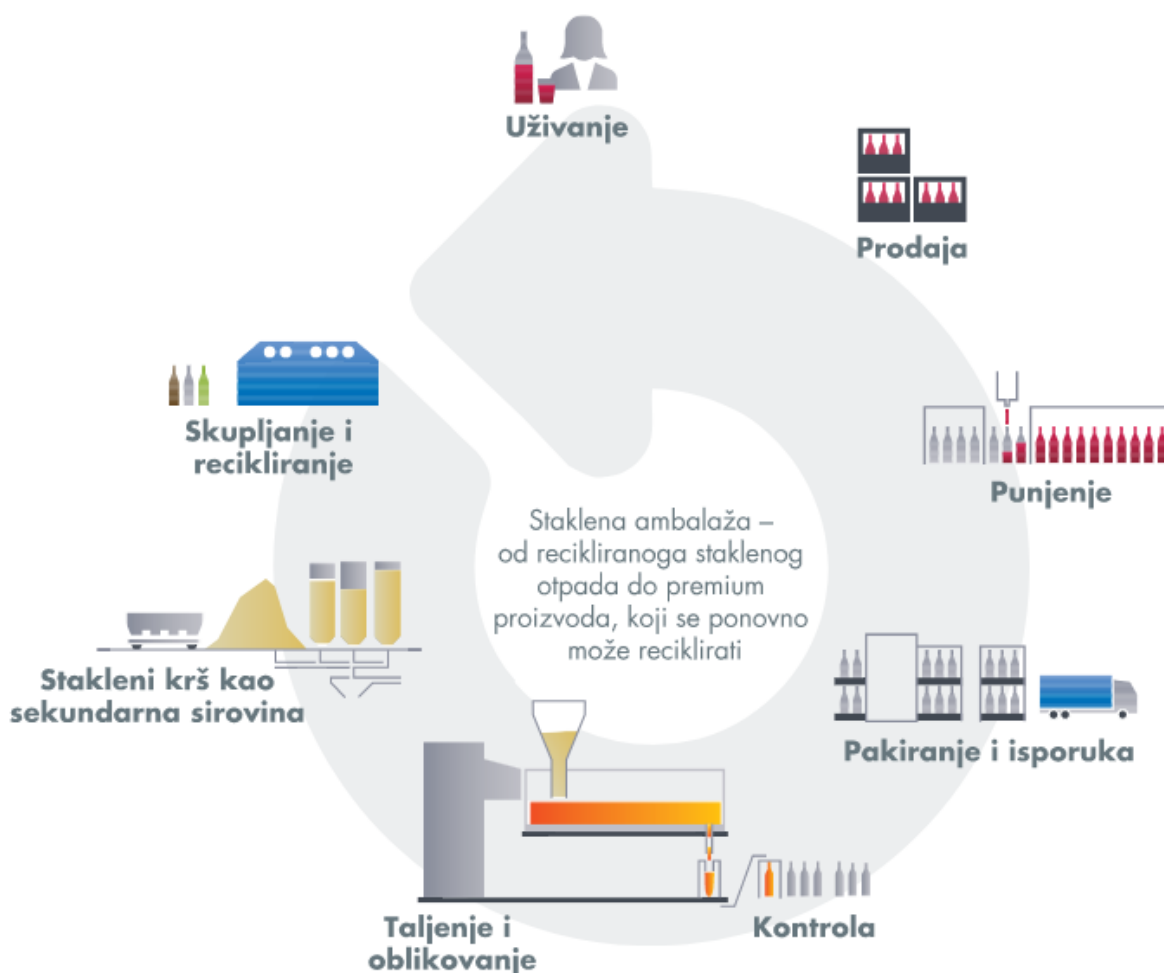 Uživanje
Prodaja
Skupljanje i
recikliranje
Punjenje
Staklena ambalaža –
od recikliranoga staklenog
otpada do premium
proizvoda, koji se ponovno
može reciklirati
Stakleni krš kao
sekundarna sirovina
Pakiranje i isporuka
Taljenje i
oblikovanje
Kontrola